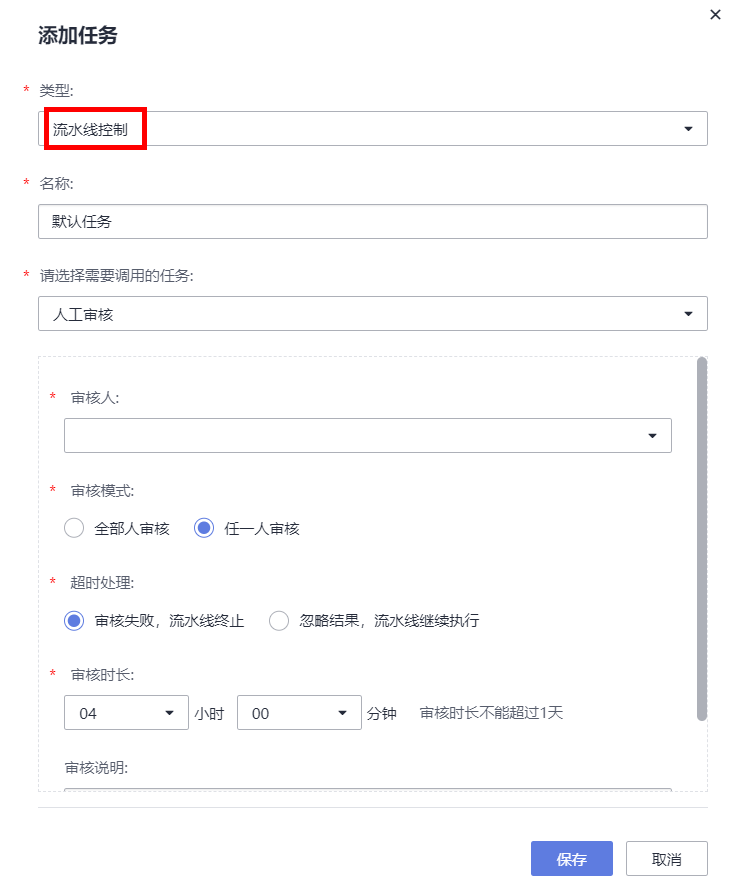 添加任务
* 类型:
流水线控制
* 名称:
默认任务
* 请选择需要调用的任务:
人工审核
* 审核人:
* 审核模式:
全部人审核 任一人审核
* 超时处理:
审核失败，流水线终止 忽略结果，流水线继续执行
* 审核时长:
04 小时 00 分钟 审核时长不能超过1天
审核说明:
保存 取消